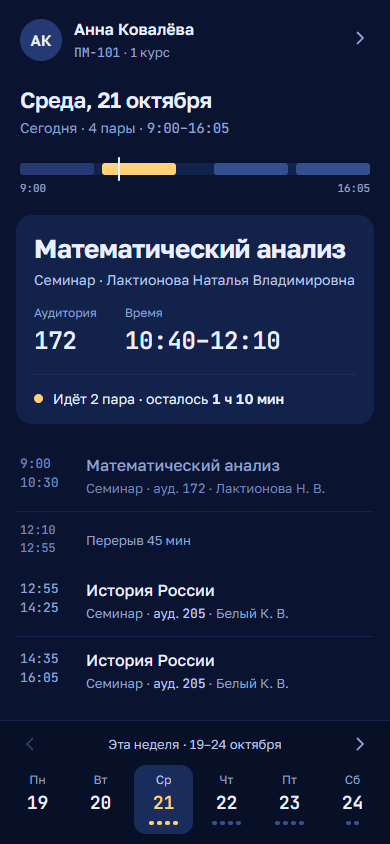 АК
Анна Ковалёва
ПМ-101 · 1 курс
Среда, 21 октября
Сегодня · 4 пары · 9:00–16:05
9:00
16:05
Математический анализ
Семинар · Лактионова Наталья Владимировна
Аудитория
Время
172
10:40–12:10
Идёт 2 пара · осталось 1 ч 10 мин
9:00
10:30
Математический анализ
Семинар · ауд. 172 · Лактионова Н. В.
12:10
12:55
Перерыв 45 мин
12:55
14:25
История России
Семинар · ауд. 205 · Белый К. В.
14:35
16:05
История России
Семинар · ауд. 205 · Белый К. В.
Эта неделя · 19–24 октября
Пн Вт Ср Чт Пт Сб
19 20 21 22 23 24